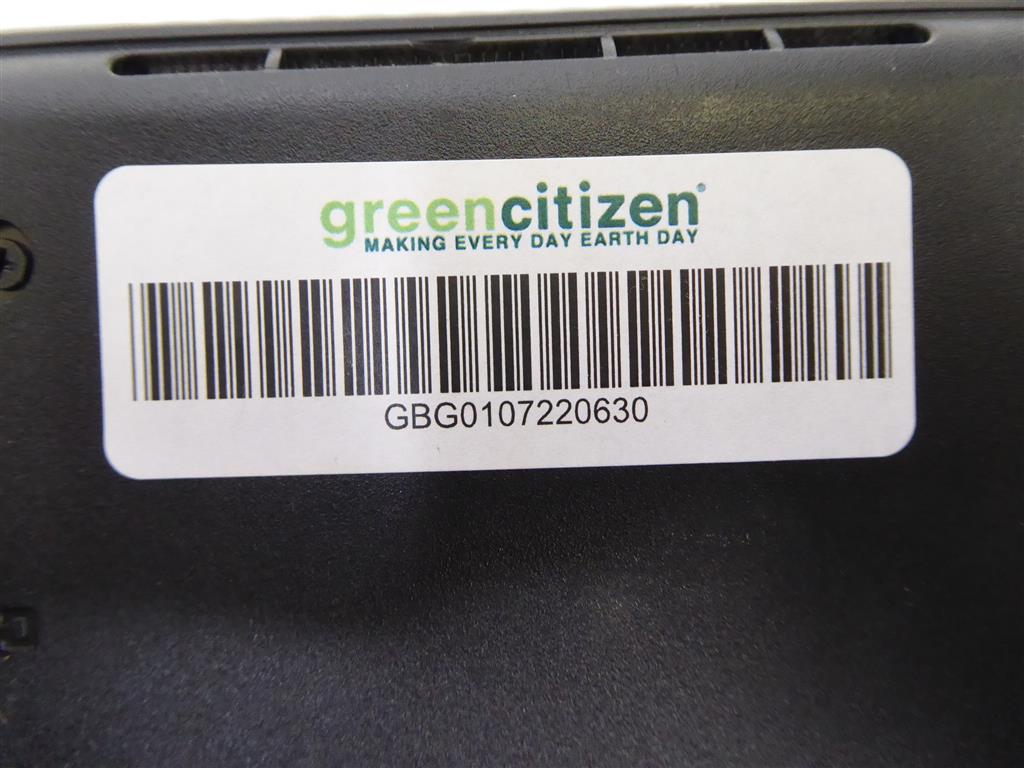 greencitizen®
MAKING EVERY DAY EARTH DAY
GBG0107220630